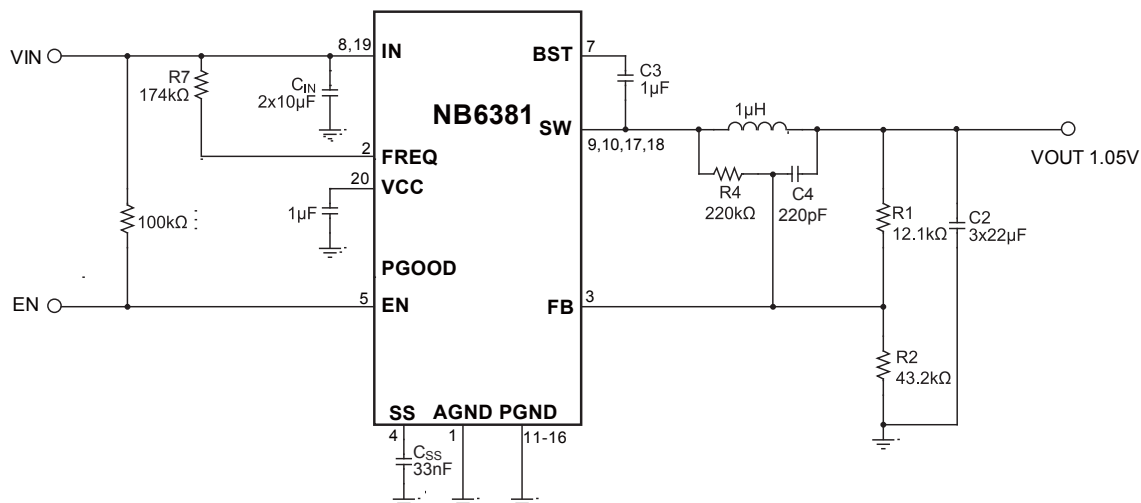 VIN
8,19
IN
BST
7
R7
174kΩ
CIN
2x10µF
C3
1µF
NB6381
1µH
SW
9,10,17,18
VOUT 1.05V
2
FREQ
20
VCC
R4
220kΩ
C4
220pF
1µF
100kΩ
R1
12.1kΩ
C2
3x22µF
PGOOD
EN
5
EN
FB
3
R2
43.2kΩ
SS
AGND
PGND
4
1
11-16
CSS
33nF